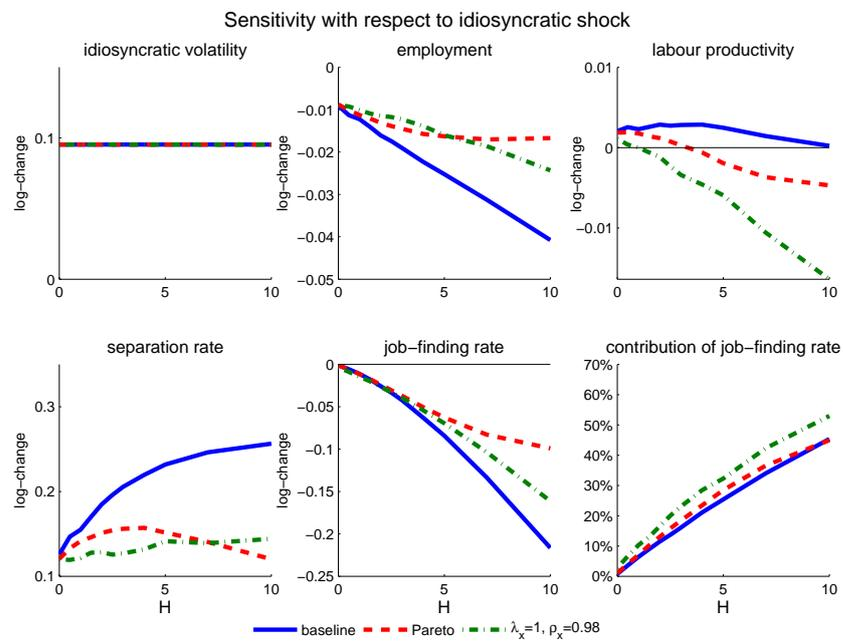 Sensitivity with respect to idiosyncratic shock
idiosyncratic volatility
employment
labour productivity
log−change
0.1
0
0 5 10
log−change
0
−0.01
−0.02
−0.03
−0.04
−0.05
0 5 10
log−change
0.01
0
−0.01
0 5 10
separation rate
job−finding rate
contribution of job−finding rate
log−change
0.3
0.2
0.1
0 5 10
H
log−change
0
−0.05
−0.1
−0.15
−0.2
−0.25
0 5 10
H
70%
60%
50%
40%
30%
20%
10%
0%
0 5 10
H
baseline Pareto λx=1, ρx=0.98